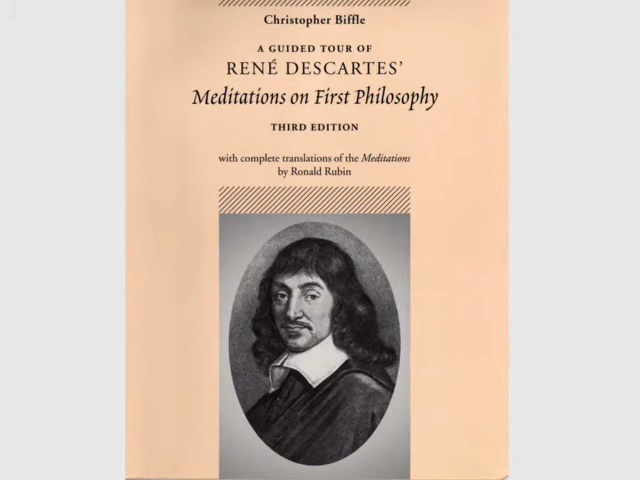 Christopher Biffle
A GUIDED TOUR OF
RENÉ DESCARTES'
Meditations on First Philosophy
THIRD EDITION
with complete translations of the Meditations
by Ronald Rubin